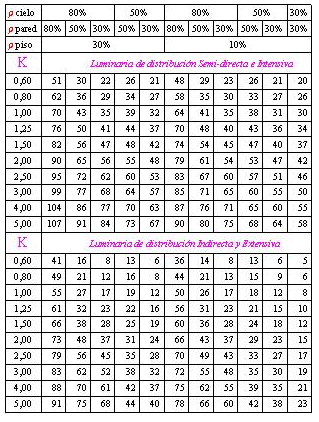 ρ cielo 80% 50% 80% 50% 30%
ρ pared 80% 50% 30% 50% 30% 80% 50% 30% 50% 30% 30%
ρ piso 30% 10%
K Luminaria de distribución Semi-directa e Intensiva
0,60 51 30 22 26 21 48 29 23 26 21 20
0,80 62 36 29 34 27 58 35 30 33 27 26
1,00 70 43 35 39 32 64 41 35 38 31 30
1,25 76 50 41 44 37 70 48 40 43 36 34
1,50 82 56 47 48 42 74 54 45 47 40 37
2,00 90 65 56 55 48 79 61 54 53 47 42
2,50 95 72 62 60 53 83 67 60 57 51 46
3,00 99 77 68 64 57 85 71 65 60 55 50
4,00 104 86 77 70 63 87 76 71 65 60 55
5,00 107 91 84 73 67 90 80 75 68 64 58
K Luminaria de distribución Indirecta y Extensiva
0,60 41 16 8 13 6 36 14 8 13 6 5
0,80 49 21 12 16 8 44 21 13 15 9 6
1,00 55 27 17 19 12 50 26 17 18 12 8
1,25 61 32 23 22 16 56 31 23 21 15 10
1,50 66 38 28 25 19 60 36 28 24 18 12
2,00 73 48 37 31 24 66 43 37 29 23 15
2,50 79 56 45 35 28 70 49 43 33 27 17
3,00 83 62 52 38 32 72 55 48 35 30 19
4,00 88 70 61 42 37 75 62 55 39 35 21
5,00 91 75 68 44 40 78 66 60 42 38 23